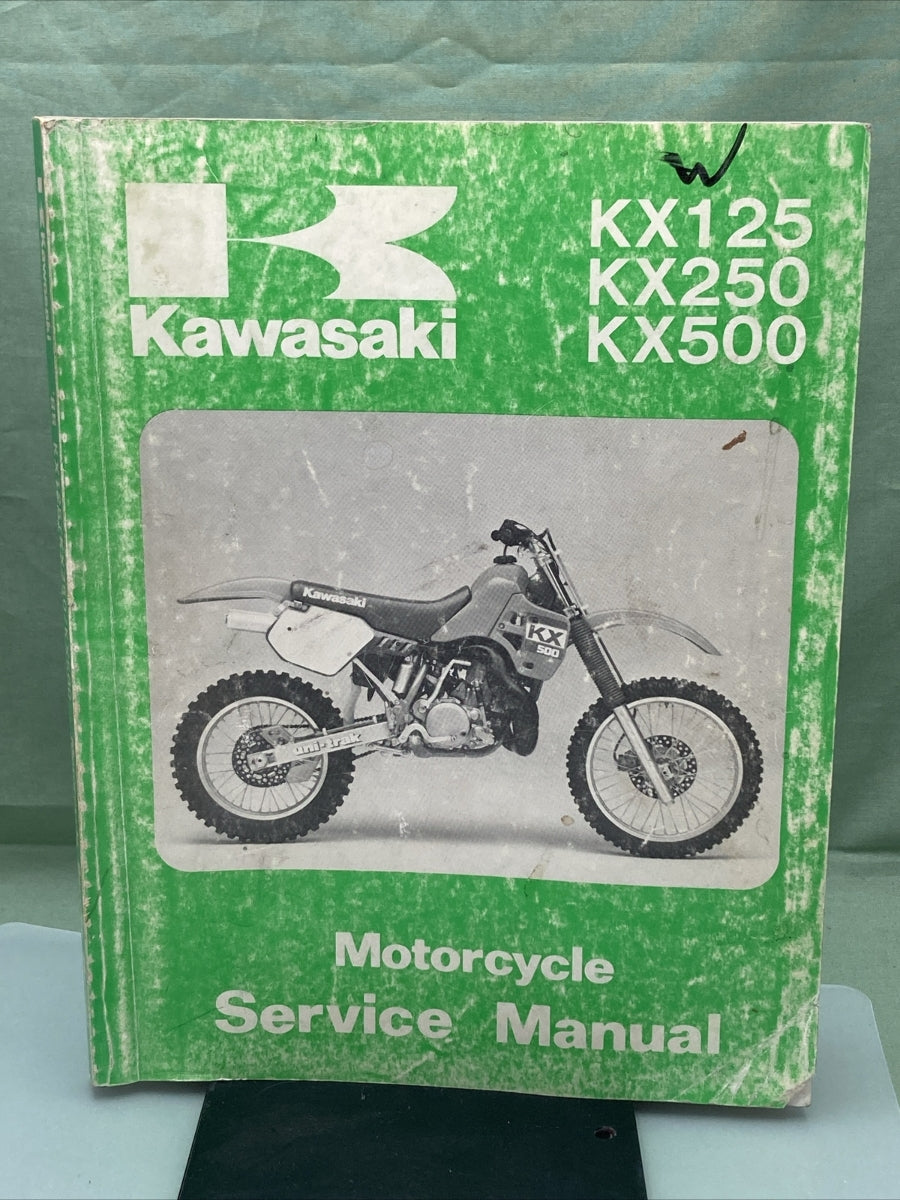 W
KX125
KX250
KX500
Kawasaki
Kawasaki
KX
500
uni-trak
Motorcycle
Service Manual